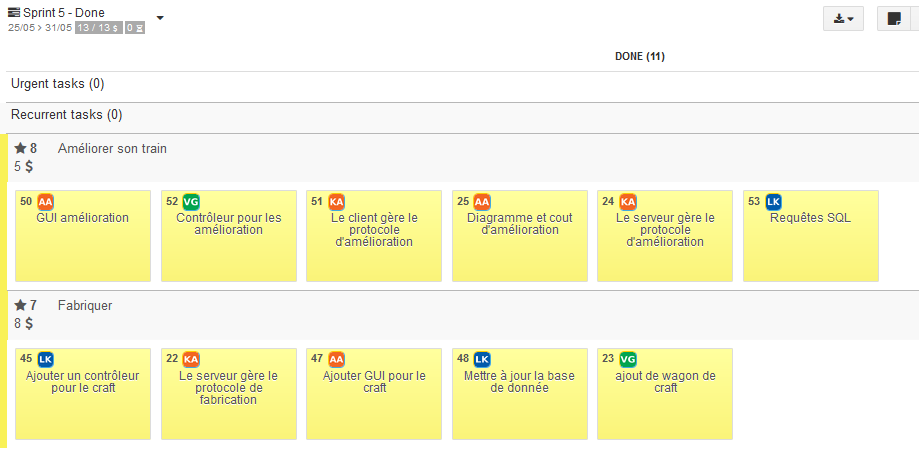 Sprint 5 - Done
25/05 › 31/05 13 / 13 $ 0
DONE (11)
Urgent tasks (0)
Recurrent tasks (0)
8 Améliorer son train
5 $
50 AA
GUI amélioration
52 VG
Contrôleur pour les
amélioration
51 KA
Le client gère le
protocole
d'amélioration
25 AA
Diagramme et cout
d'amélioration
24 KA
Le serveur gère le
protocole
d'amélioration
53 LK
Requêtes SQL
7 Fabriquer
8 $
45 LK
Ajouter un contrôleur
pour le craft
22 KA
Le serveur gère le
protocole de
fabrication
47 AA
Ajouter GUI pour le
craft
48 LK
Mettre à jour la base
de donnée
23 VG
ajout de wagon de
craft